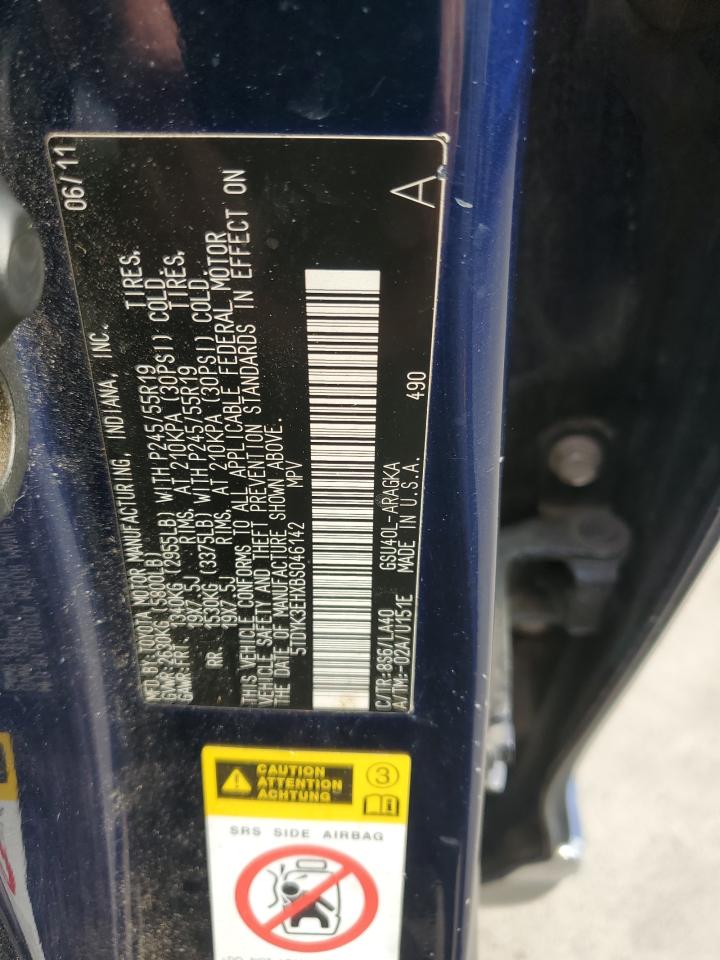 MFD.BY:TOYOTA MOTOR MANUFACTURING, INDIANA, INC. 06/11
GVWR:2630KG(5800LB)
GAWR:FRT 1340KG (2955LB) WITH P245/55R19 TIRES.
19X7.5J RIMS. AT 210KPA (30PSI) COLD
RR. 1530KG (3375LB) WITH P245/55R19 TIRES.
19X7.5J RIMS. AT 210KPA (30PSI) COLD.
THIS VEHICLE CONFORMS TO ALL APPLICABLE FEDERAL MOTOR
VEHICLE SAFETY AND THEFT PREVENTION STANDARDS IN EFFECT ON
THE DATE OF MANUFACTURE SHOWN ABOVE.
5TDDK3EHXBS046142 MPV
C/TR:8S6/LA40 GSU40L-ARAGKA 490
A/TM:-02A/U151E MADE IN U.S.A. A
CAUTION
ATTENTION
ACHTUNG
3
SRS SIDE AIRBAG